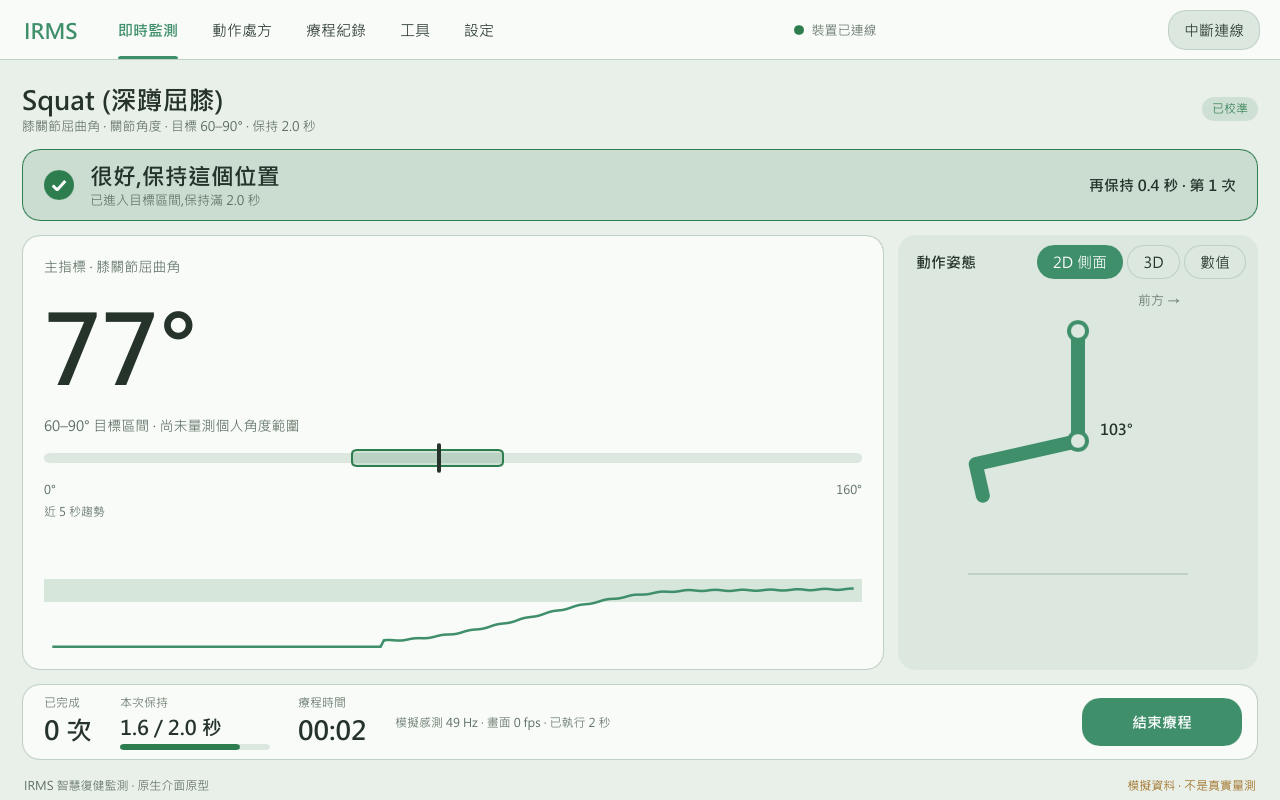 IRMS 即時監測 動作處方 療程紀錄 工具 設定 裝置已連線 中斷連線
Squat (深蹲屈膝)
已校準
膝關節屈曲角 · 關節角度 · 目標 60–90° · 保持 2.0 秒
很好,保持這個位置
已進入目標區間,保持滿 2.0 秒
再保持 0.4 秒 · 第 1 次
主指標 · 膝關節屈曲角
77°
60–90° 目標區間 · 尚未量測個人角度範圍
0° 160°
近 5 秒趨勢
動作姿態 2D 側面 3D 數值
前方 →
103°
已完成
0 次
本次保持
1.6 / 2.0 秒
療程時間
00:02
模擬感測 49 Hz · 畫面 0 fps · 已執行 2 秒
結束療程
IRMS 智慧復健監測 · 原生介面原型
模擬資料 · 不是真實量測